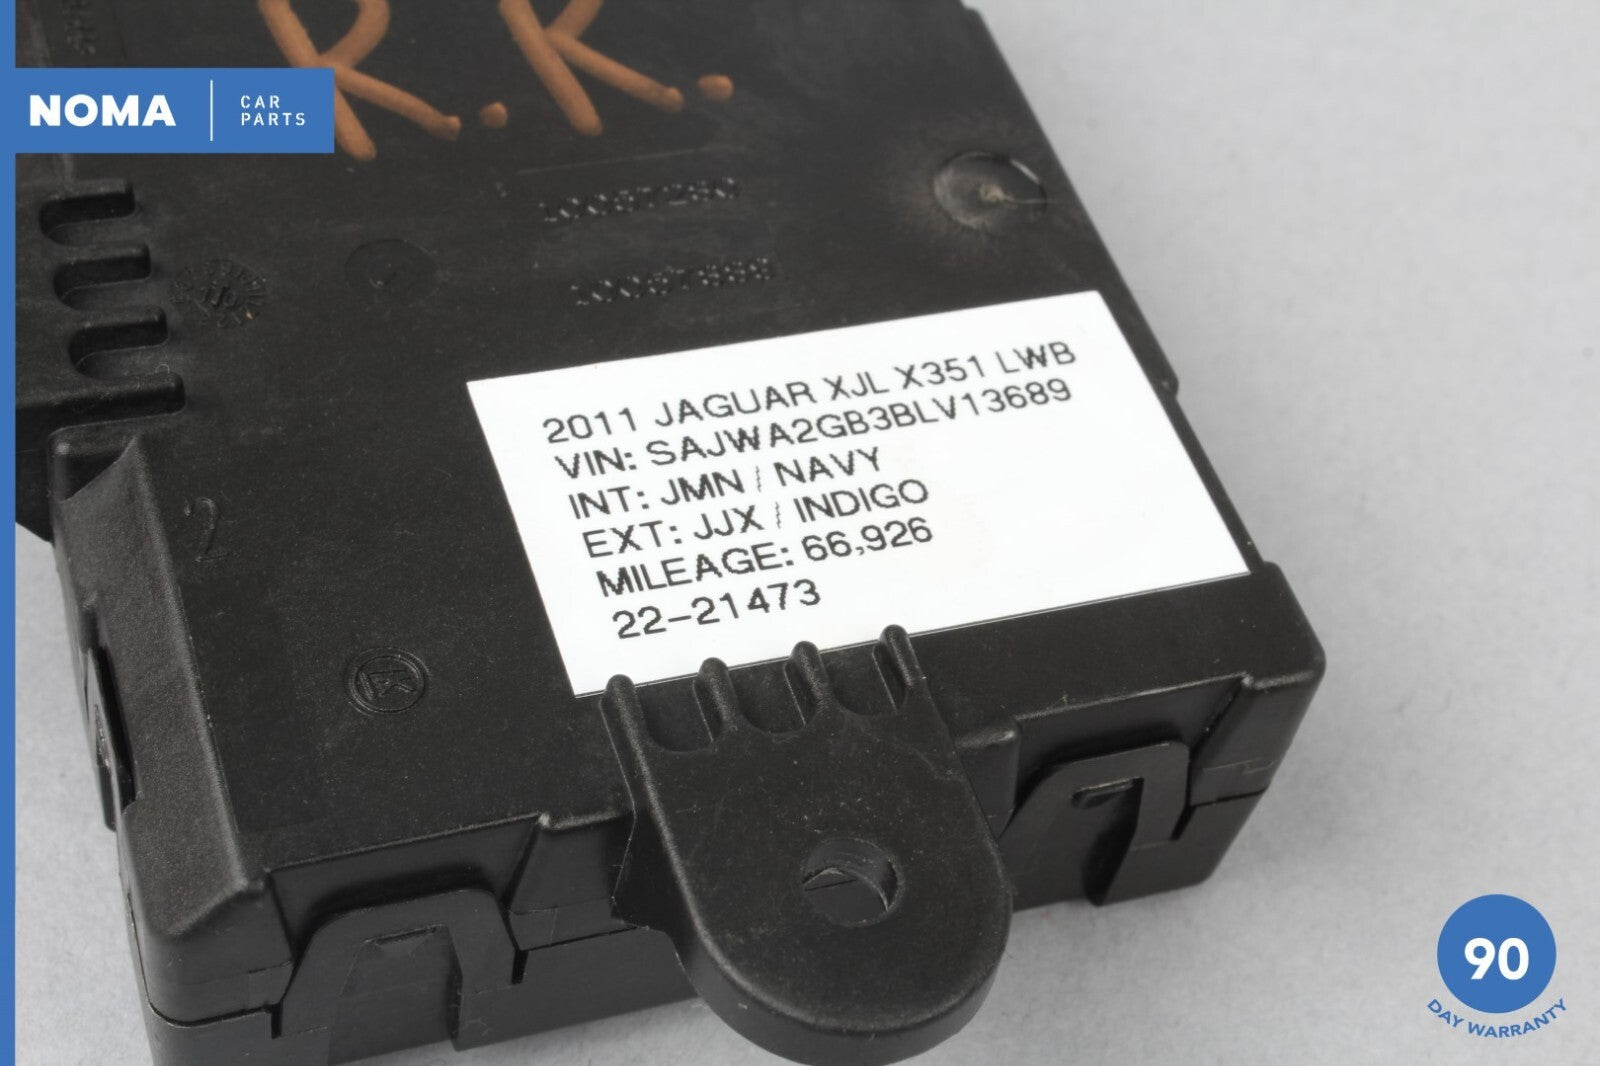 R.R.
NOMA
CAR
PARTS
2011 JAGUAR XJL X351 LWB
VIN: SAJWA2GB3BLV13689
INT: JMN / NAVY
EXT: JJX / INDIGO
MILEAGE: 66,926
22-21473
2
90
DAY WARRANTY